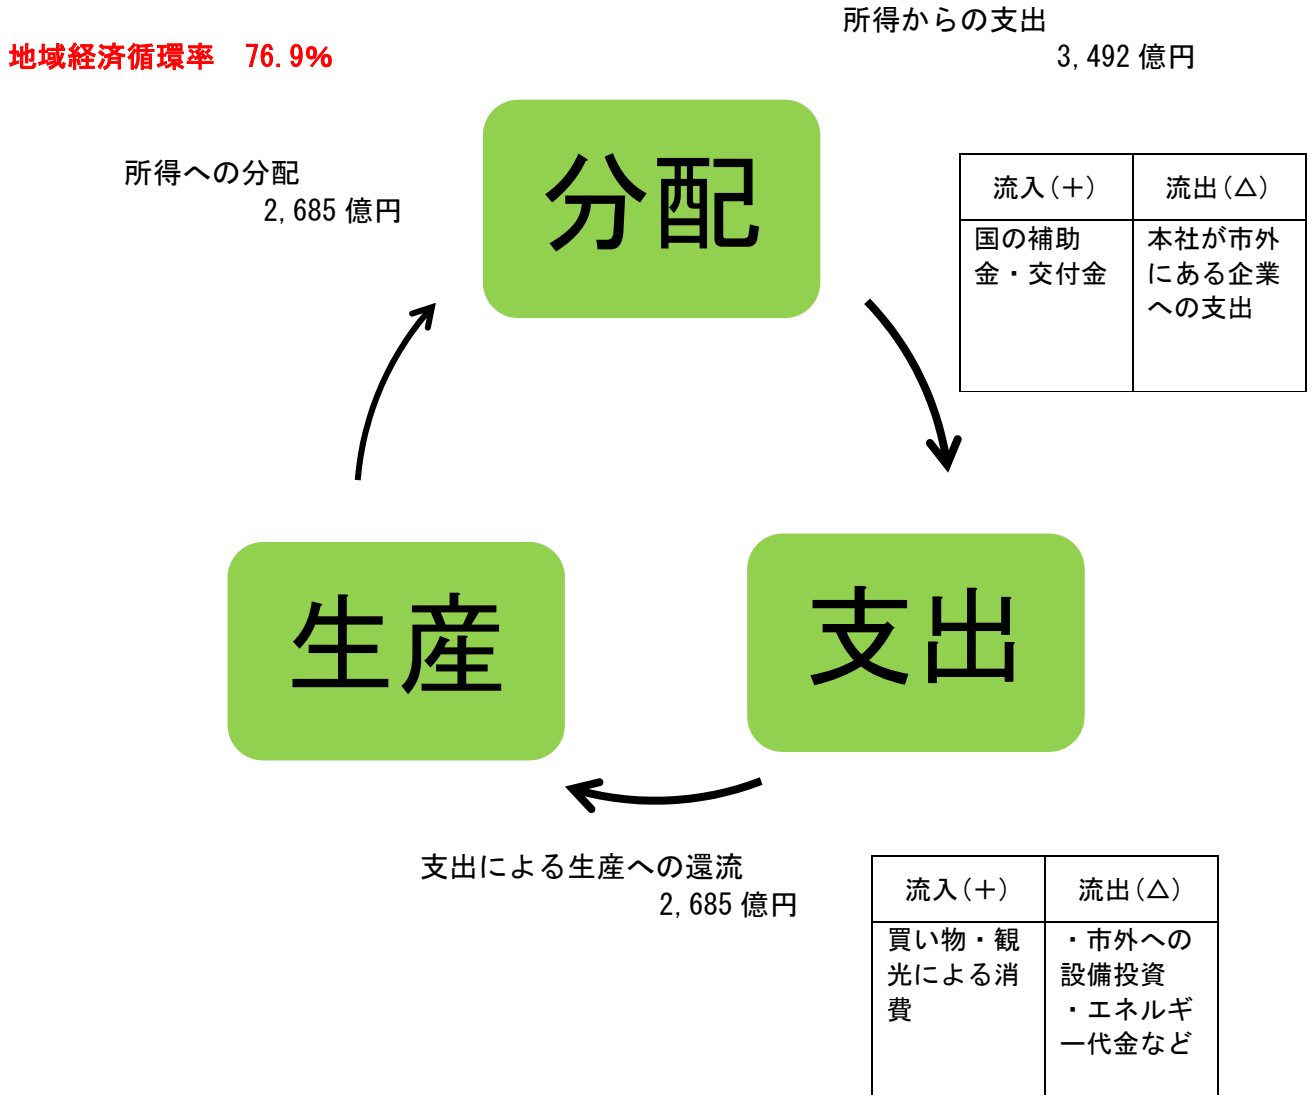 所得からの支出
3,492 億円
地域経済循環率　76.9%
所得への分配
2,685 億円
分配
流入(＋)　流出(△)
国の補助
金・交付金
本社が市外
にある企業
への支出
生産
支出
支出による生産への還流
2,685 億円
流入(＋)　流出(△)
買い物・観
光による消
費
・市外への
設備投資
・エネルギ
ー代金など